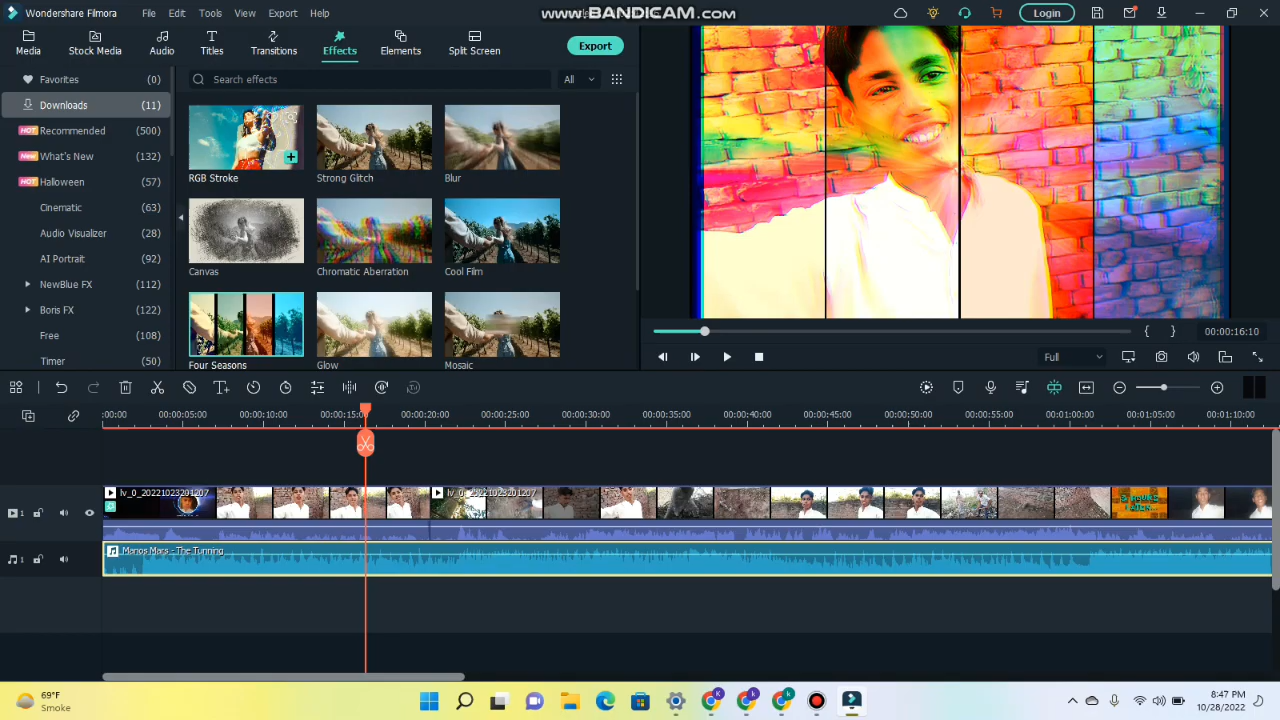 Wondershare Filmora File Edit Tools View Export Help
www.BANDICAM.com
Login
Media Stock Media Audio Titles Transitions Effects Elements Split Screen Export
Favorites (0)
Downloads (11)
HOT Recommended (500)
What's New (132)
HOT Halloween (57)
Cinematic (63)
Audio Visualizer (28)
AI Portrait (92)
NewBlue FX (112)
Boris FX (122)
Free (108)
Timer (50)
Search effects All
RGB Stroke Strong Glitch Blur
Canvas Chromatic Aberration Cool Film
Four Seasons Glow Mosaic
{ } 00:00:16:10
Full
:00:00 00:00:05:00 00:00:10:00 00:00:15:00 00:00:20:00 00:00:25:00 00:00:30:00 00:00:35:00 00:00:40:00 00:00:45:00 00:00:50:00 00:00:55:00 00:01:00:00 00:01:05:00 00:01:10:00
1 lv_0_20221023201207 lv_0_20221023201207
1 Manos Mars - The Tunning
69°F
Smoke
K k k
8:47 PM
10/28/2022